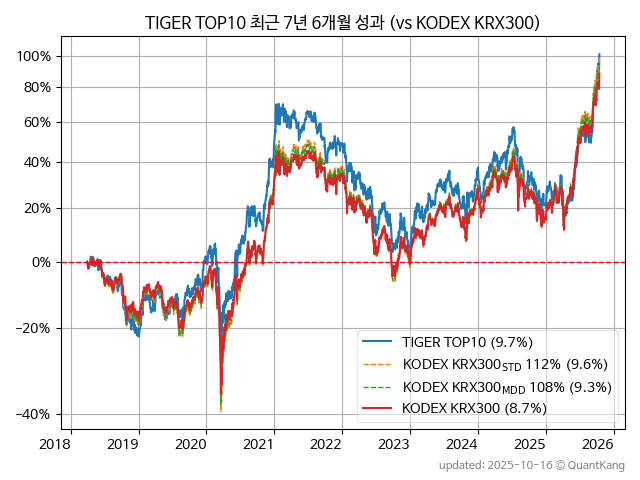 TIGER TOP10 최근 7년 6개월 성과 (vs KODEX KRX300)
100%
80%
60%
40%
20%
0%
−20%
−40%
TIGER TOP10 (9.7%)
KODEX KRX300STD 112% (9.6%)
KODEX KRX300MDD 108% (9.3%)
KODEX KRX300 (8.7%)
2018 2019 2020 2021 2022 2023 2024 2025 2026
updated: 2025-10-16 © QuantKang